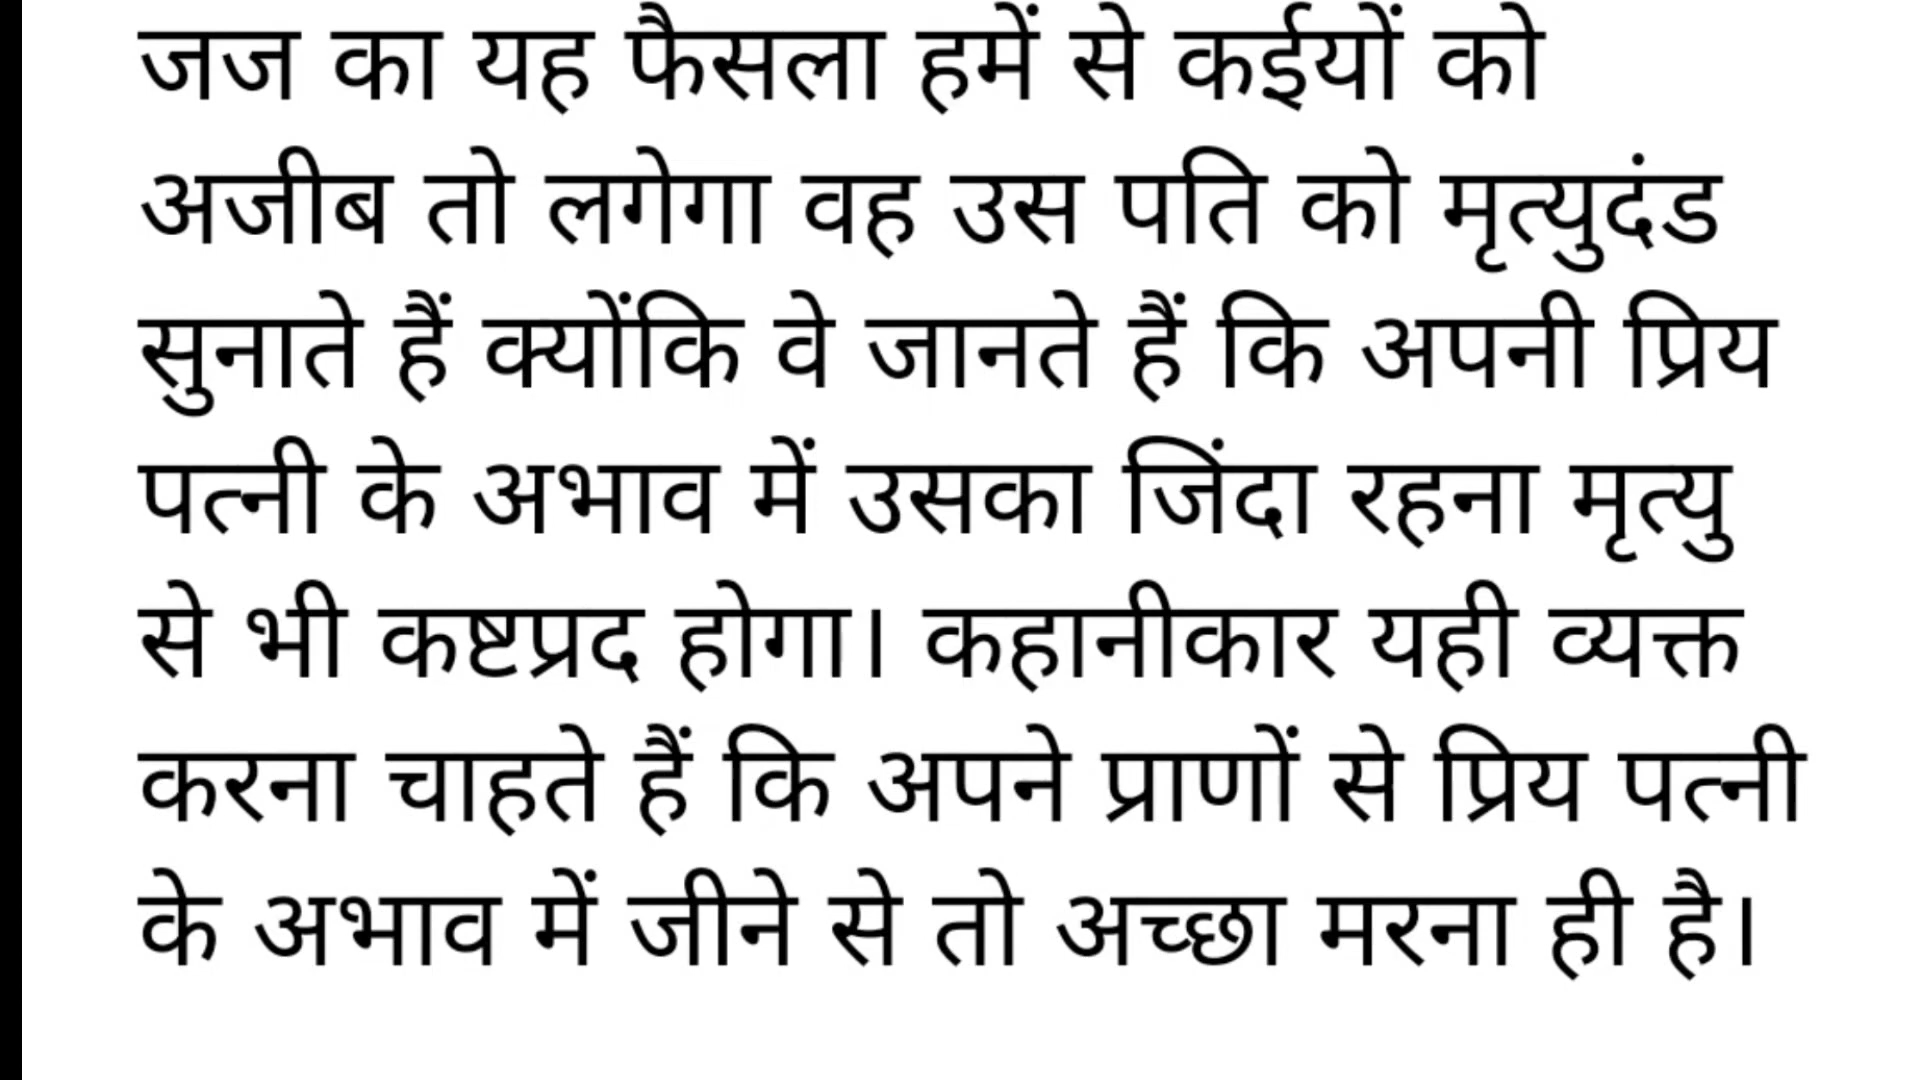 जज का यह फैसला हमें से कईयों को
अजीब तो लगेगा वह उस पति को मृत्युदंड
सुनाते हैं क्योंकि वे जानते हैं कि अपनी प्रिय
पत्नी के अभाव में उसका जिंदा रहना मृत्यु
से भी कष्टप्रद होगा। कहानीकार यही व्यक्त
करना चाहते हैं कि अपने प्राणों से प्रिय पत्नी
के अभाव में जीने से तो अच्छा मरना ही है।